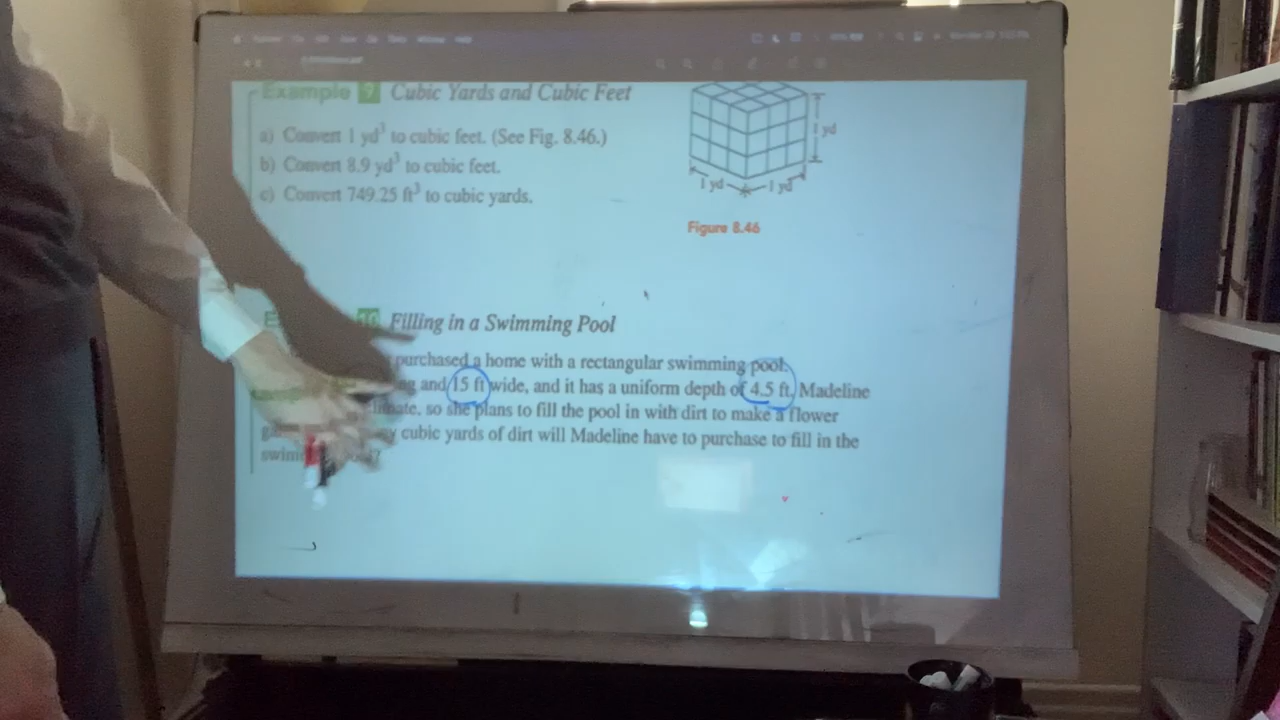 Example 9 Cubic Yards and Cubic Feet
a) Convert 1 yd³ to cubic feet. (See Fig. 8.46.)
b) Convert 8.9 yd³ to cubic feet.
c) Convert 749.25 ft³ to cubic yards.
1 yd
1 yd
1 yd
Figure 8.46
10 Filling in a Swimming Pool
purchased a home with a rectangular swimming pool.
and 15 ft wide, and it has a uniform depth of 4.5 ft. Madeline
so she plans to fill the pool in with dirt to make a flower
cubic yards of dirt will Madeline have to purchase to fill in the